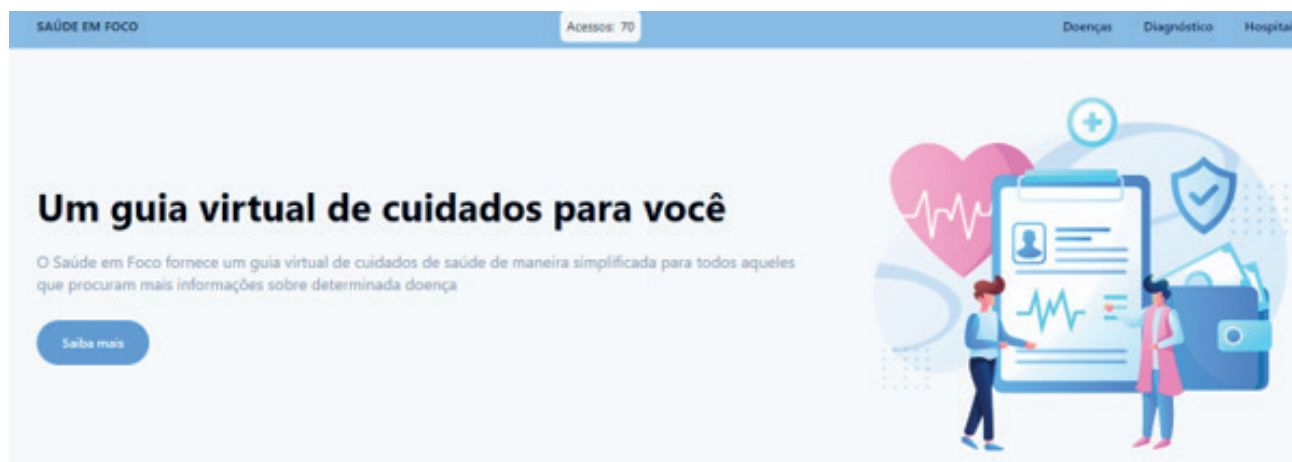 SAÚDE EM FOCO
Acessos: 70
Doenças
Diagnóstico
Um guia virtual de cuidados para você
O Saúde em Foco fornece um guia virtual de cuidados de saúde de maneira simplificada para todos aqueles
que procuram mais informações sobre determinada doença
Saiba mais